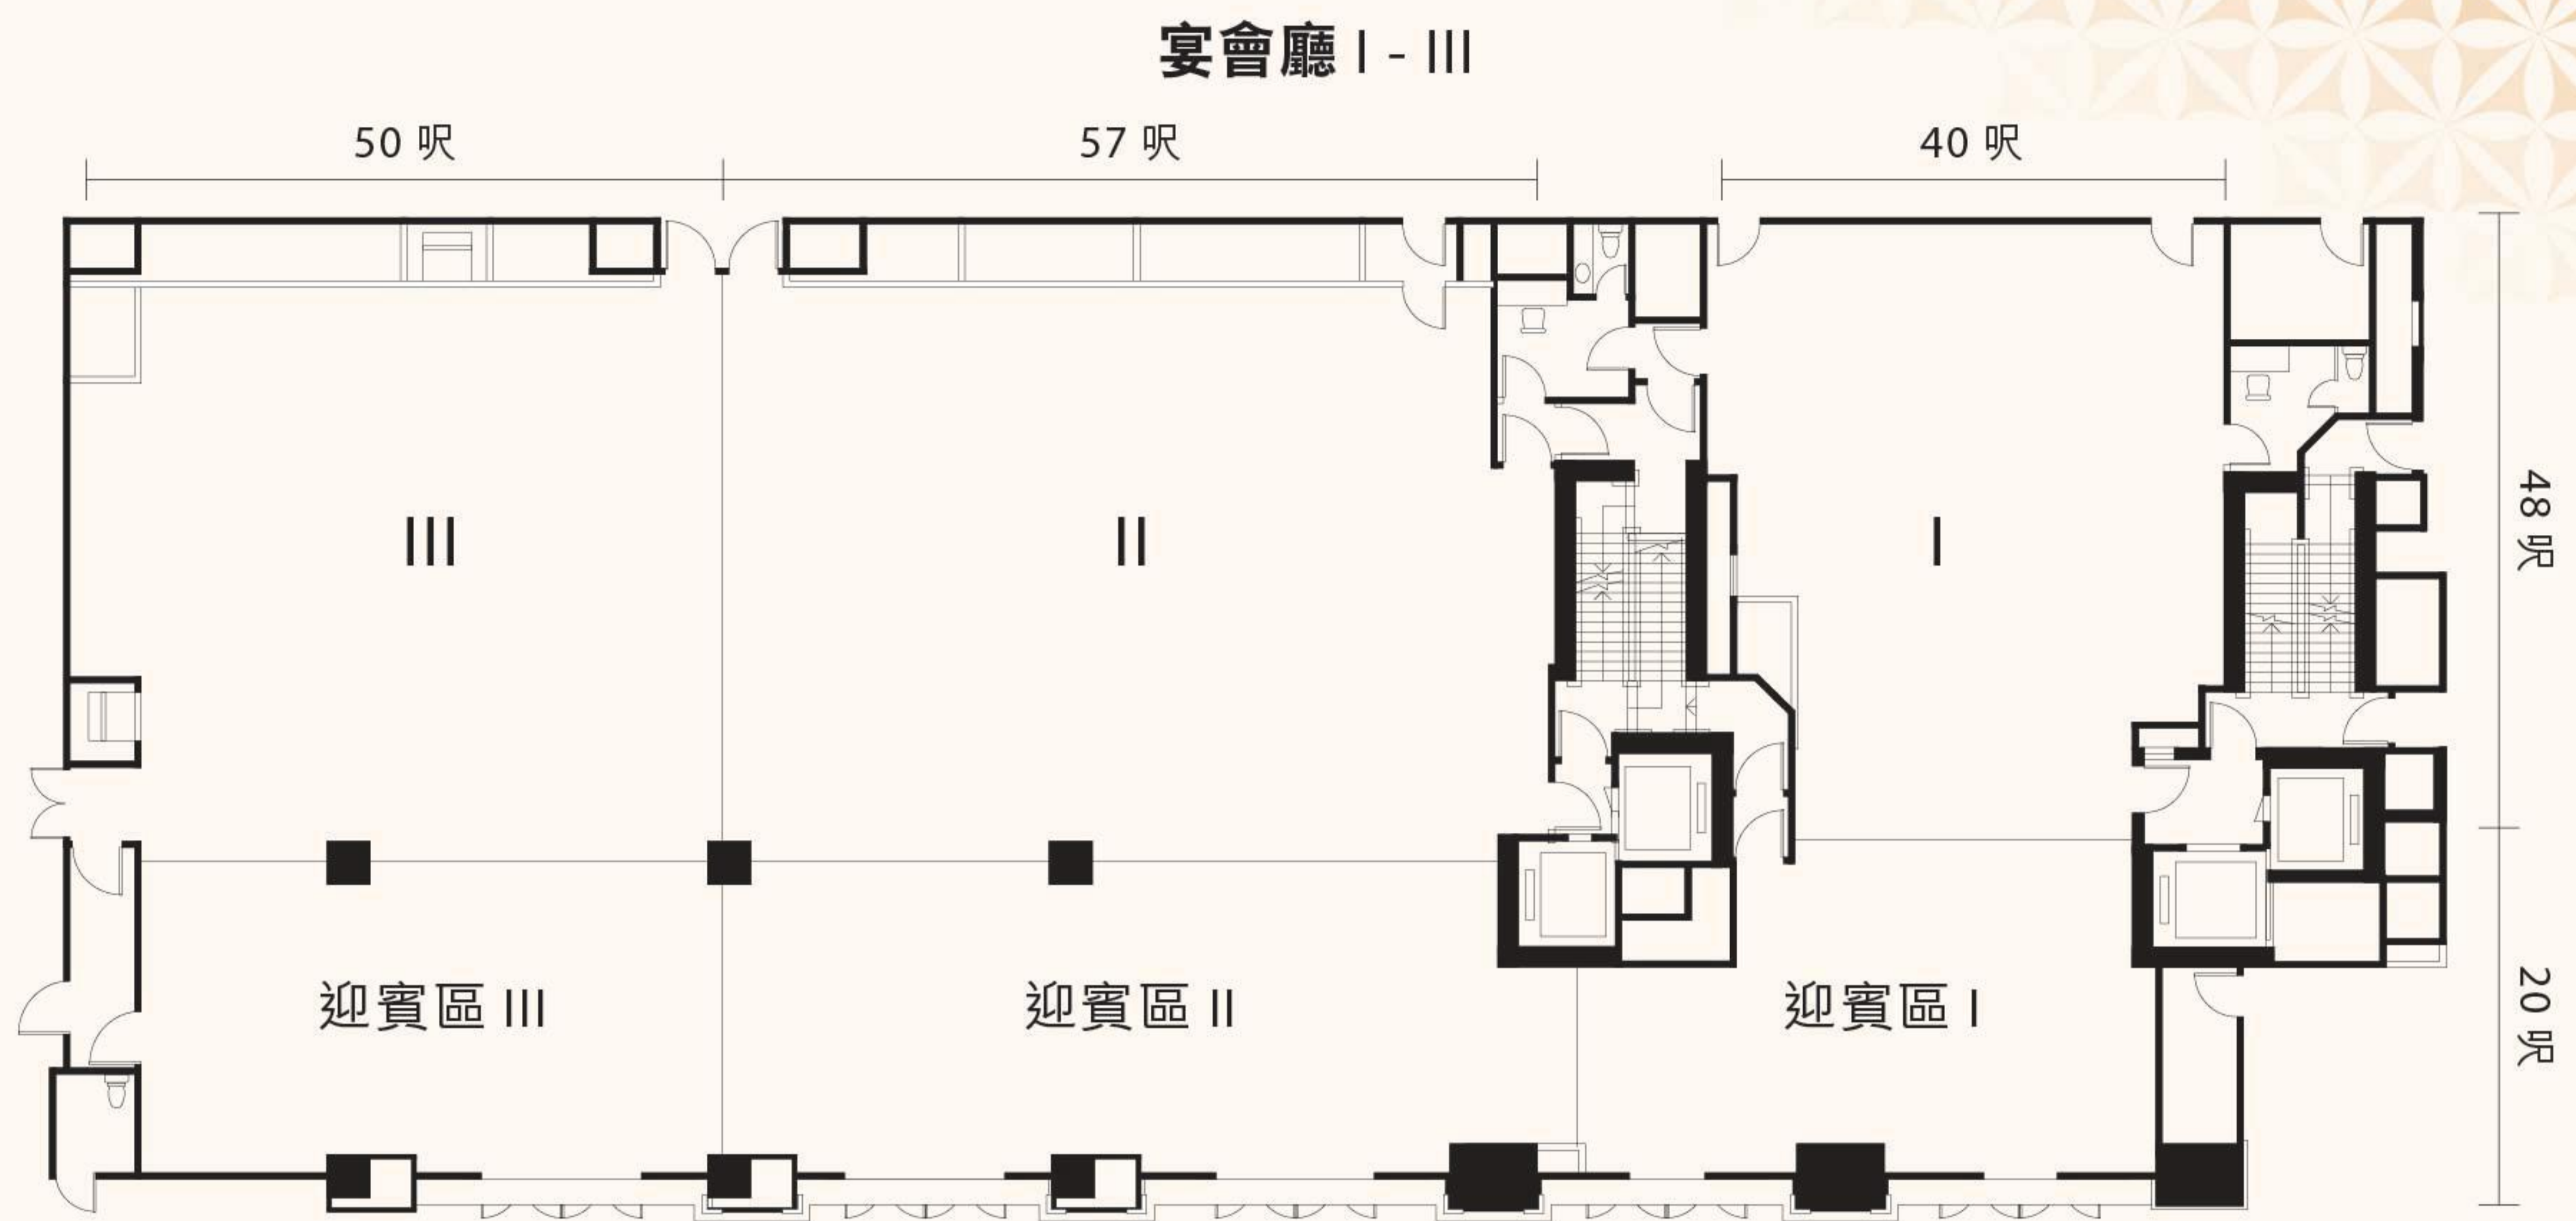 宴會廳 I - III
50 呎
57 呎
40 呎
III
II
I
48 呎
迎賓區 III
迎賓區 II
迎賓區 I
20 呎